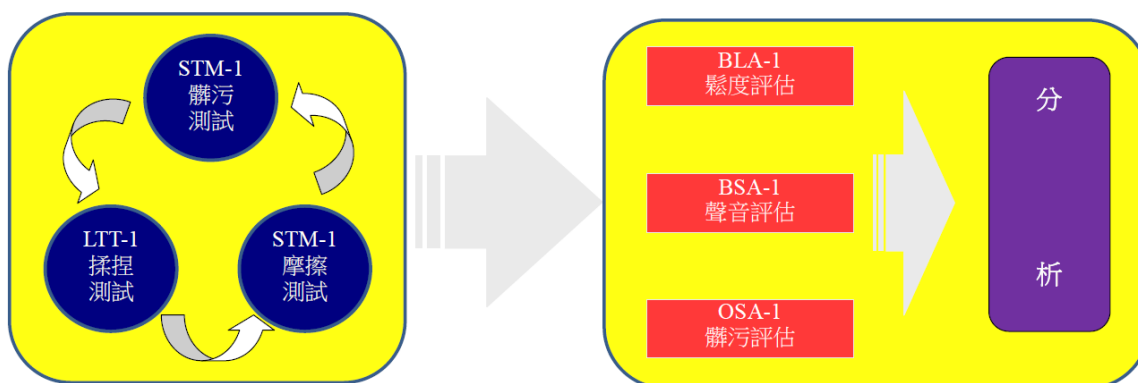 STM-1
髒污
測試
LTT-1
揉捏
測試
STM-1
摩擦
測試
BLA-1
鬆度評估
BSA-1
聲音評估
OSA-1
髒污評估
分
析